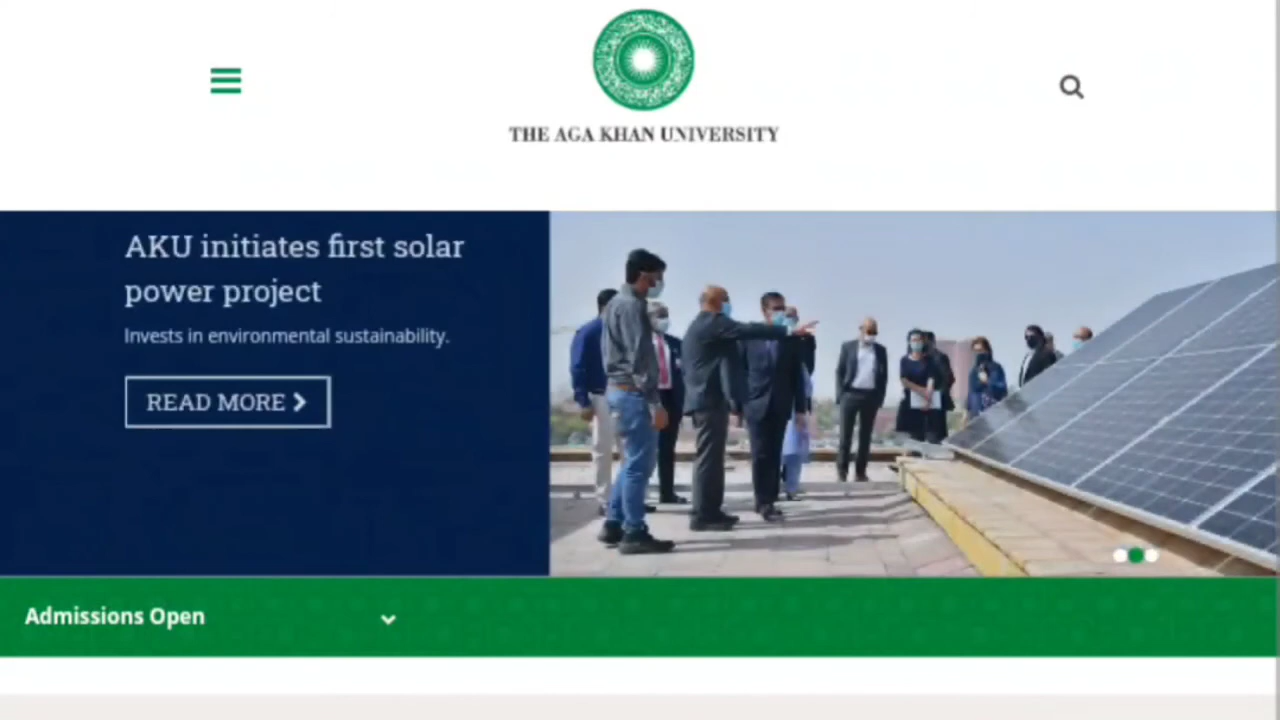 THE AGA KHAN UNIVERSITY
AKU initiates first solar
power project
Invests in environmental sustainability.
READ MORE
Admissions Open